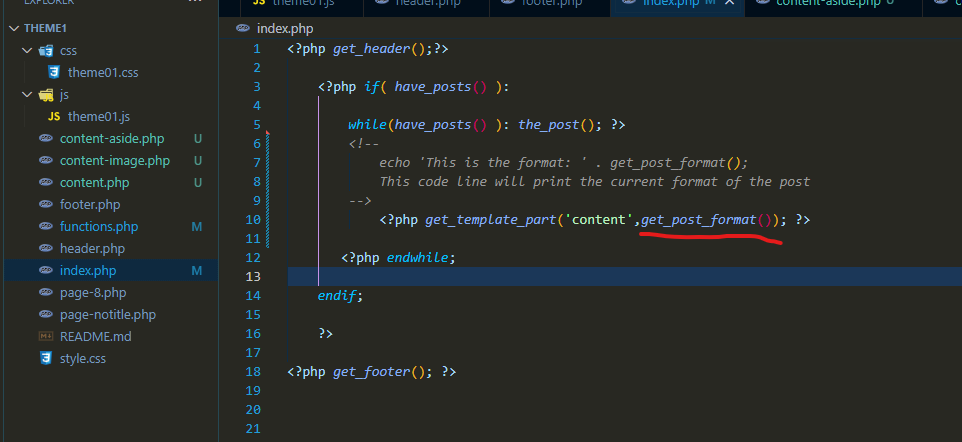 EXPLORER
THEME1
css
theme01.css
js
JS theme01.js
content-aside.php U
content-image.php U
content.php U
footer.php
functions.php M
header.php
index.php M
page-8.php
page-notitle.php
README.md
style.css
JS theme01.js header.php footer.php index.php M content-aside.php U
index.php
1 <?php get_header();?>
2
3 <?php if( have_posts() ):
4
5 while(have_posts() ): the_post(); ?>
6 <!--
7 echo 'This is the format: ' . get_post_format();
8 This code line will print the current format of the post
9 -->
10 <?php get_template_part('content',get_post_format()); ?>
11
12 <?php endwhile;
13
14 endif;
15
16 ?>
17
18 <?php get_footer(); ?>
19
20
21